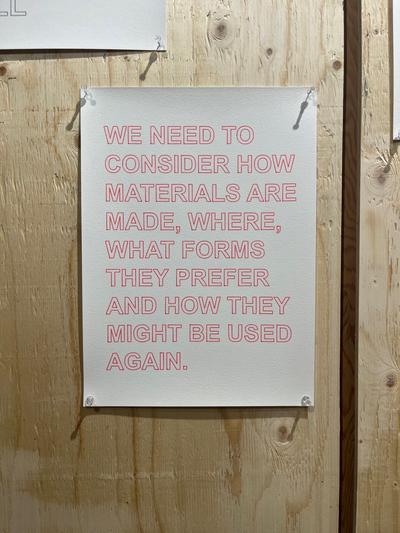 WE NEED TO
CONSIDER HOW
MATERIALS ARE
MADE, WHERE,
WHAT FORMS
THEY PREFER
AND HOW THEY
MIGHT BE USED
AGAIN.